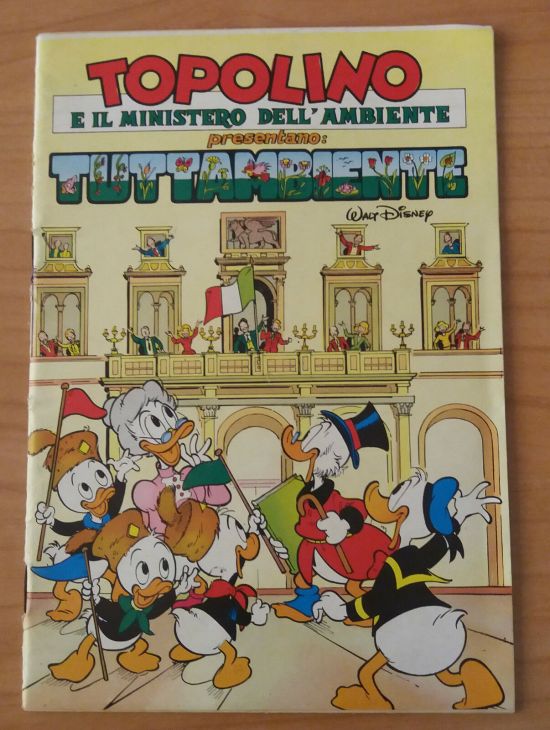 TOPOLINO
E IL MINISTERO DELL'AMBIENTE
presentano:
TUTTAMBIENTE
WALT DISNEY